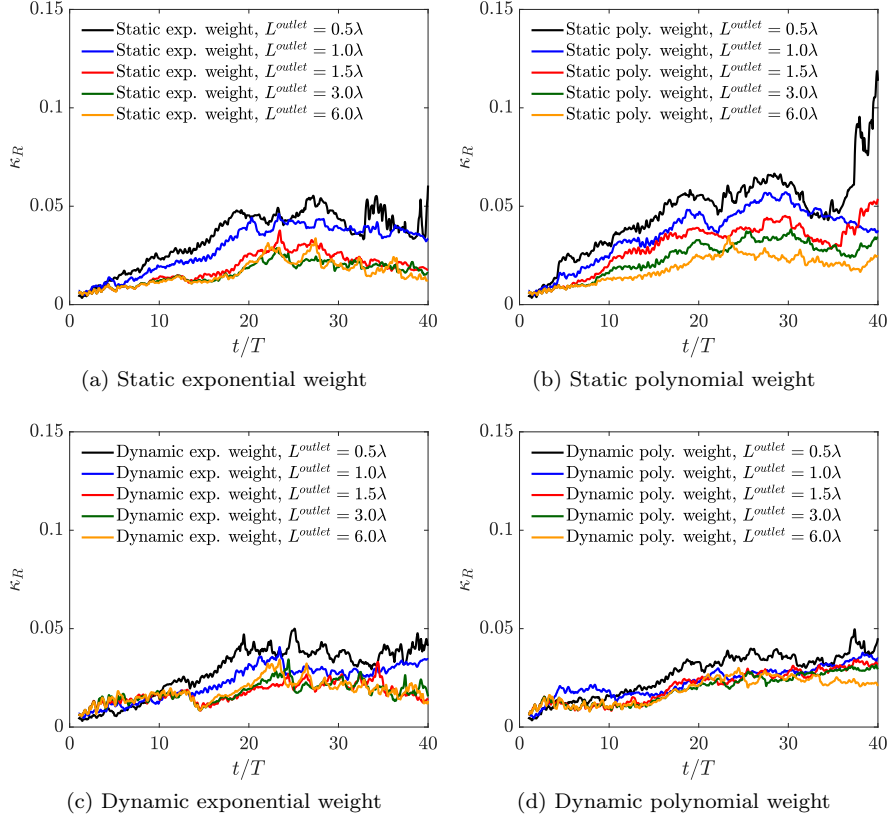 0.15
Static exp. weight, L^outlet = 0.5λ
Static exp. weight, L^outlet = 1.0λ
Static exp. weight, L^outlet = 1.5λ
Static exp. weight, L^outlet = 3.0λ
Static exp. weight, L^outlet = 6.0λ
0.1
κ_R
0.05
0
0 10 20 30 40
t/T
(a) Static exponential weight
0.15
Static poly. weight, L^outlet = 0.5λ
Static poly. weight, L^outlet = 1.0λ
Static poly. weight, L^outlet = 1.5λ
Static poly. weight, L^outlet = 3.0λ
Static poly. weight, L^outlet = 6.0λ
0.1
κ_R
0.05
0
0 10 20 30 40
t/T
(b) Static polynomial weight
0.15
Dynamic exp. weight, L^outlet = 0.5λ
Dynamic exp. weight, L^outlet = 1.0λ
Dynamic exp. weight, L^outlet = 1.5λ
Dynamic exp. weight, L^outlet = 3.0λ
Dynamic exp. weight, L^outlet = 6.0λ
0.1
κ_R
0.05
0
0 10 20 30 40
t/T
(c) Dynamic exponential weight
0.15
Dynamic poly. weight, L^outlet = 0.5λ
Dynamic poly. weight, L^outlet = 1.0λ
Dynamic poly. weight, L^outlet = 1.5λ
Dynamic poly. weight, L^outlet = 3.0λ
Dynamic poly. weight, L^outlet = 6.0λ
0.1
κ_R
0.05
0
0 10 20 30 40
t/T
(d) Dynamic polynomial weight